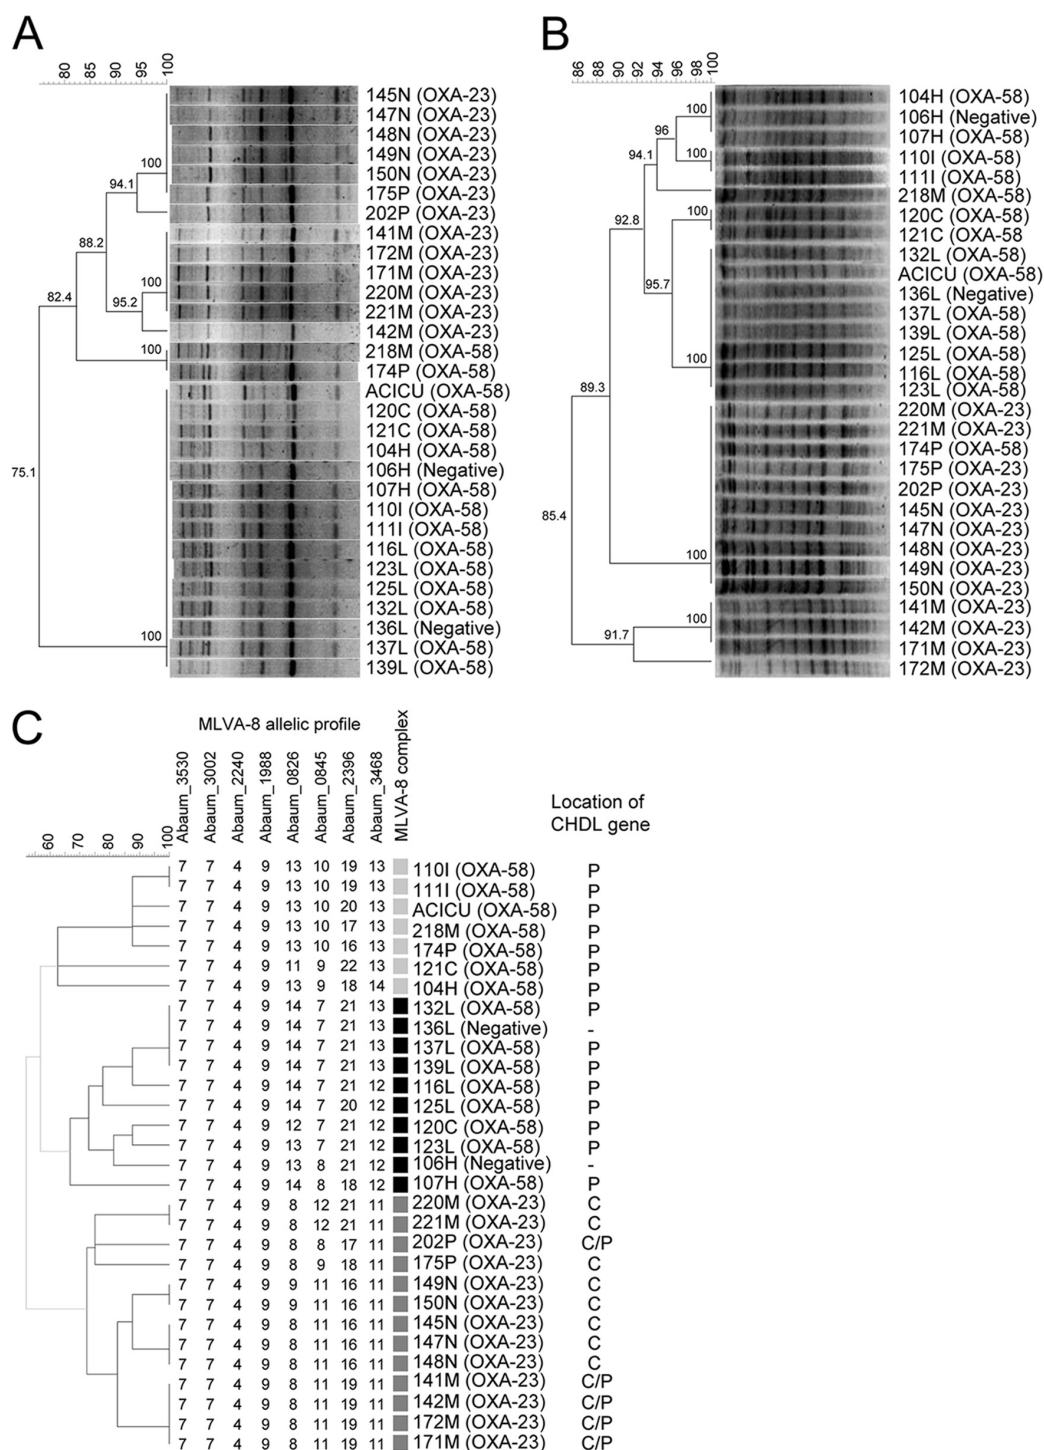 A
80 85 90 95 100
145N (OXA-23)
147N (OXA-23)
148N (OXA-23)
149N (OXA-23)
100
150N (OXA-23)
94.1
175P (OXA-23)
202P (OXA-23)
141M (OXA-23)
88.2
172M (OXA-23)
171M (OXA-23)
100
220M (OXA-23)
82.4
95.2
221M (OXA-23)
142M (OXA-23)
100
218M (OXA-58)
174P (OXA-58)
ACICU (OXA-58)
120C (OXA-58)
121C (OXA-58)
104H (OXA-58)
75.1
106H (Negative)
107H (OXA-58)
110I (OXA-58)
111I (OXA-58)
116L (OXA-58)
123L (OXA-58)
125L (OXA-58)
132L (OXA-58)
100
136L (Negative)
137L (OXA-58)
139L (OXA-58)
B
86 88 90 92 94 96 98 100
104H (OXA-58)
100
106H (Negative)
96
107H (OXA-58)
94.1
100
110I (OXA-58)
111I (OXA-58)
218M (OXA-58)
100
120C (OXA-58)
92.8
121C (OXA-58
132L (OXA-58)
ACICU (OXA-58)
95.7
136L (Negative)
137L (OXA-58)
139L (OXA-58)
125L (OXA-58)
100
116L (OXA-58)
123L (OXA-58)
89.3
220M (OXA-23)
221M (OXA-23)
174P (OXA-58)
175P (OXA-23)
202P (OXA-23)
85.4
145N (OXA-23)
147N (OXA-23)
100
148N (OXA-23)
149N (OXA-23)
150N (OXA-23)
141M (OXA-23)
100
142M (OXA-23)
91.7
171M (OXA-23)
172M (OXA-23)
C
MLVA-8 allelic profile
Abaum_3530
Abaum_3002
Abaum_2240
Abaum_1988
Abaum_0826
Abaum_0845
Abaum_2396
Abaum_3468
MLVA-8 complex
Location of
CHDL gene
60 70 80 90 100
7 7 4 9 13 10 19 13 110I (OXA-58) P
7 7 4 9 13 10 19 13 111I (OXA-58) P
7 7 4 9 13 10 20 13 ACICU (OXA-58) P
7 7 4 9 13 10 17 13 218M (OXA-58) P
7 7 4 9 13 10 16 13 174P (OXA-58) P
7 7 4 9 11 9 22 13 121C (OXA-58) P
7 7 4 9 13 9 18 14 104H (OXA-58) P
7 7 4 9 14 7 21 13 132L (OXA-58) P
7 7 4 9 14 7 21 13 136L (Negative) -
7 7 4 9 14 7 21 13 137L (OXA-58) P
7 7 4 9 14 7 21 13 139L (OXA-58) P
7 7 4 9 14 7 21 12 116L (OXA-58) P
7 7 4 9 14 7 20 12 125L (OXA-58) P
7 7 4 9 12 7 21 12 120C (OXA-58) P
7 7 4 9 13 7 21 12 123L (OXA-58) P
7 7 4 9 13 8 21 12 106H (Negative) -
7 7 4 9 14 8 18 12 107H (OXA-58) P
7 7 4 9 8 12 21 11 220M (OXA-23) C
7 7 4 9 8 12 21 11 221M (OXA-23) C
7 7 4 9 8 8 17 11 202P (OXA-23) C/P
7 7 4 9 8 9 18 11 175P (OXA-23) C
7 7 4 9 9 11 16 11 149N (OXA-23) C
7 7 4 9 9 11 16 11 150N (OXA-23) C
7 7 4 9 8 11 16 11 145N (OXA-23) C
7 7 4 9 8 11 16 11 147N (OXA-23) C
7 7 4 9 8 11 16 11 148N (OXA-23) C
7 7 4 9 8 11 19 11 141M (OXA-23) C/P
7 7 4 9 8 11 19 11 142M (OXA-23) C/P
7 7 4 9 8 11 19 11 172M (OXA-23) C/P
7 7 4 9 8 11 19 11 171M (OXA-23) C/P